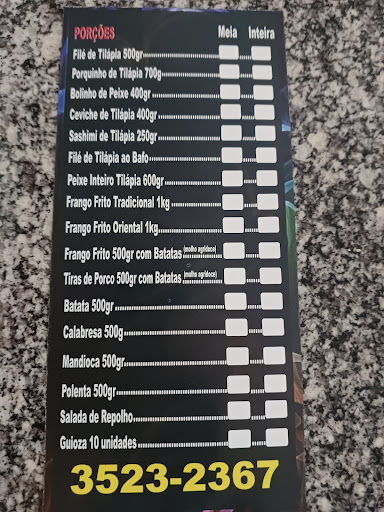 PORÇÕES Meia Inteira
Filé de Tilápia 500gr
Porquinho de Tilápia 700g
Bolinho de Peixe 400gr
Ceviche de Tilápia 400gr
Sashimi de Tilápia 250gr
Filé de Tilápia ao Bafo
Peixe Inteiro Tilápia 600gr
Frango Frito Tradicional 1kg
Frango Frito Oriental 1kg
Frango Frito 500gr com Batatas (molho agridoce)
Tiras de Porco 500gr com Batatas (molho agridoce)
Batata 500gr
Calabresa 500g
Mandioca 500gr
Polenta 500gr
Salada de Repolho
Guioza 10 unidades
3523-2367